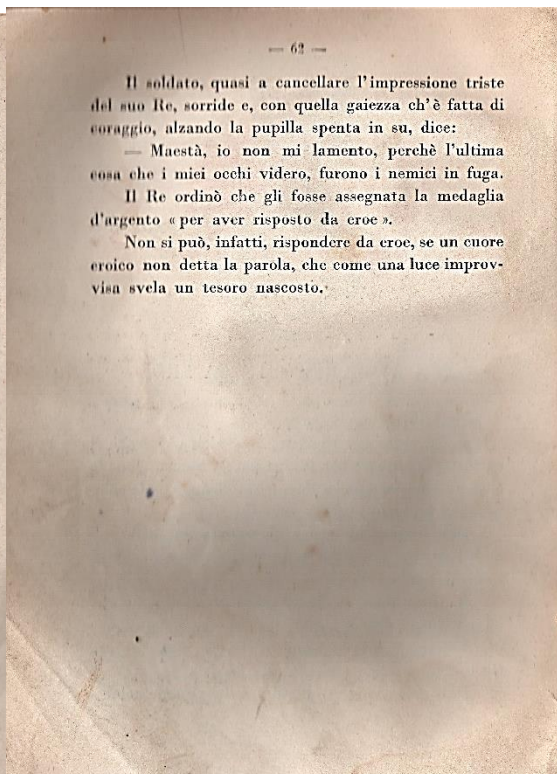 — 62 —
Il soldato, quasi a cancellare l'impressione triste
del suo Re, sorride e, con quella gaiezza ch'è fatta di
coraggio, alzando la pupilla spenta in su, dice:
— Maestà, io non mi lamento, perchè l'ultima
cosa che i miei occhi videro, furono i nemici in fuga.
Il Re ordinò che gli fosse assegnata la medaglia
d'argento « per aver risposto da eroe ».
Non si può, infatti, rispondere da eroe, se un cuore
eroico non detta la parola, che come una luce improv-
visa svela un tesoro nascosto.